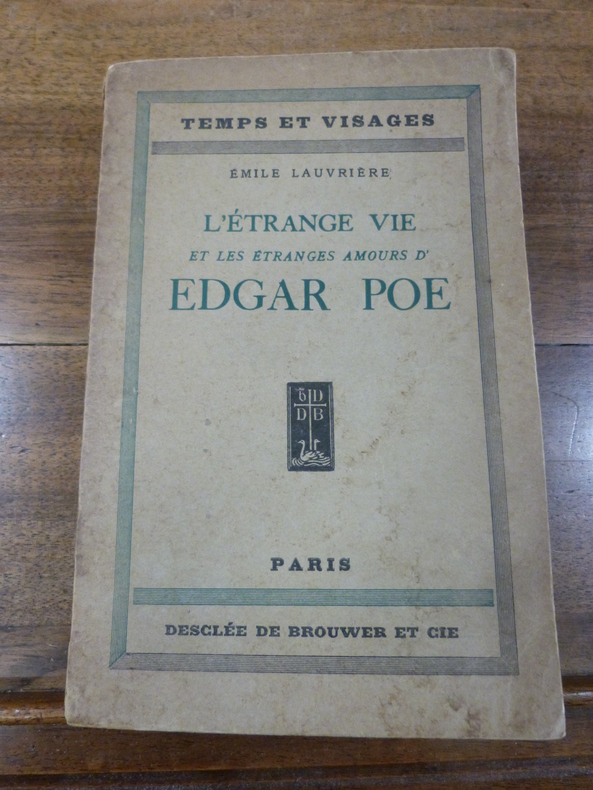 TEMPS ET VISAGES
ÉMILE LAUVRIÈRE
L'ÉTRANGE VIE
ET LES ÉTRANGES AMOURS D'
EDGAR POE
D D
D B
PARIS
DESCLÉE DE BROUWER ET CIE